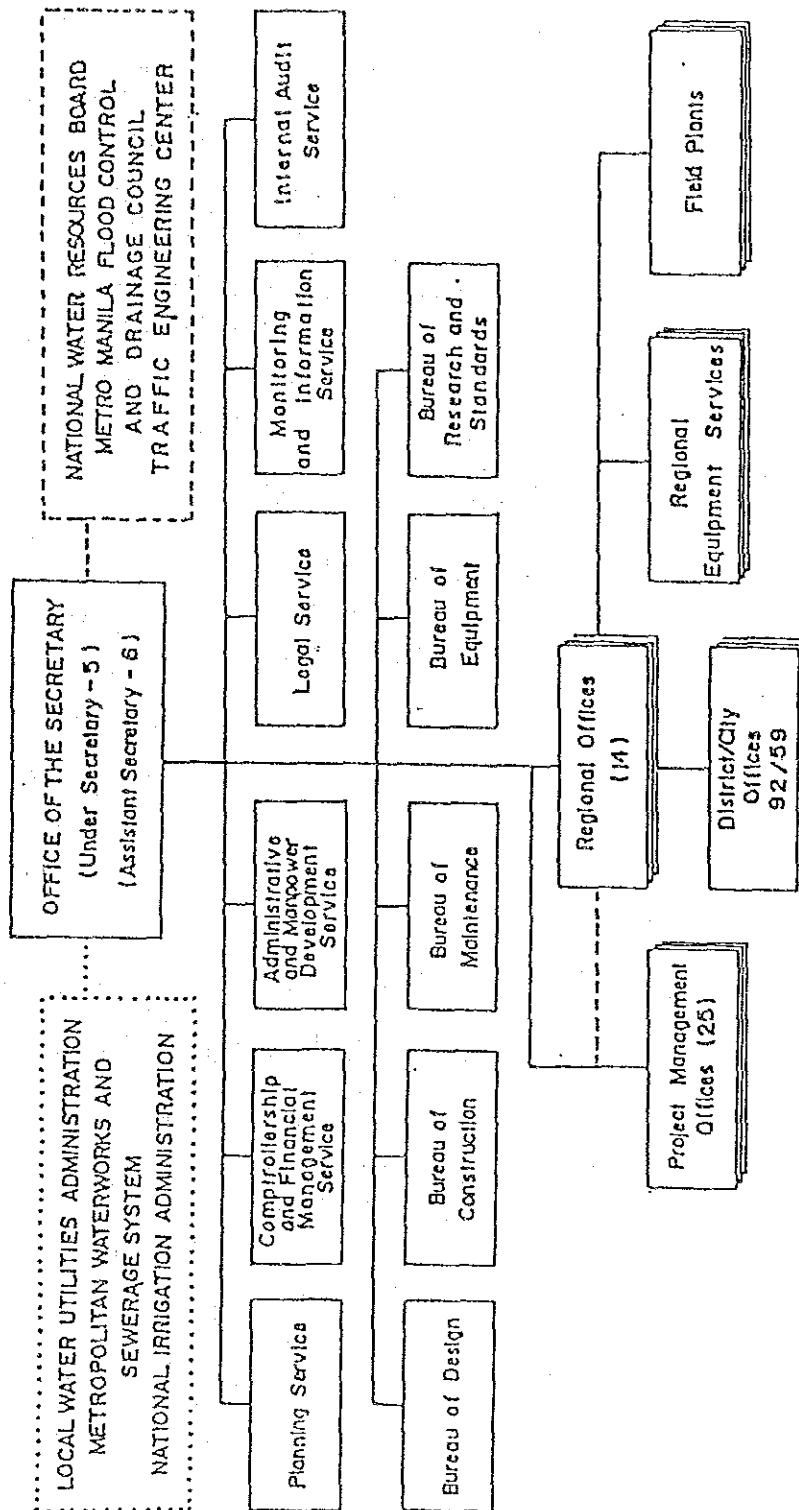 LOCAL WATER UTILITIES ADMINISTRATION
METROPOLITAN WATERWORKS AND
SEWERAGE SYSTEM
NATIONAL IRRIGATION ADMINISTRATION
OFFICE OF THE SECRETARY
(Under Secretary - 5)
(Assistant Secretary - 6)
NATIONAL WATER RESOURCES BOARD
METRO MANILA FLOOD CONTROL
AND DRAINAGE COUNCIL
TRAFFIC ENGINEERING CENTER
Planning Service
Comptrollership
and Financial
Management
Service
Administrative
and Manpower
Development
Service
Legal Service
Monitoring
and Information
Service
Internal Audit
Service
Bureau of Design
Bureau of
Construction
Bureau of
Maintenance
Bureau of
Equipment
Bureau of
Research and
Standards
Project Management
Offices (25)
Regional Offices
(14)
Regional
Equipment Services
Field Plants
District/City
Offices
92/59